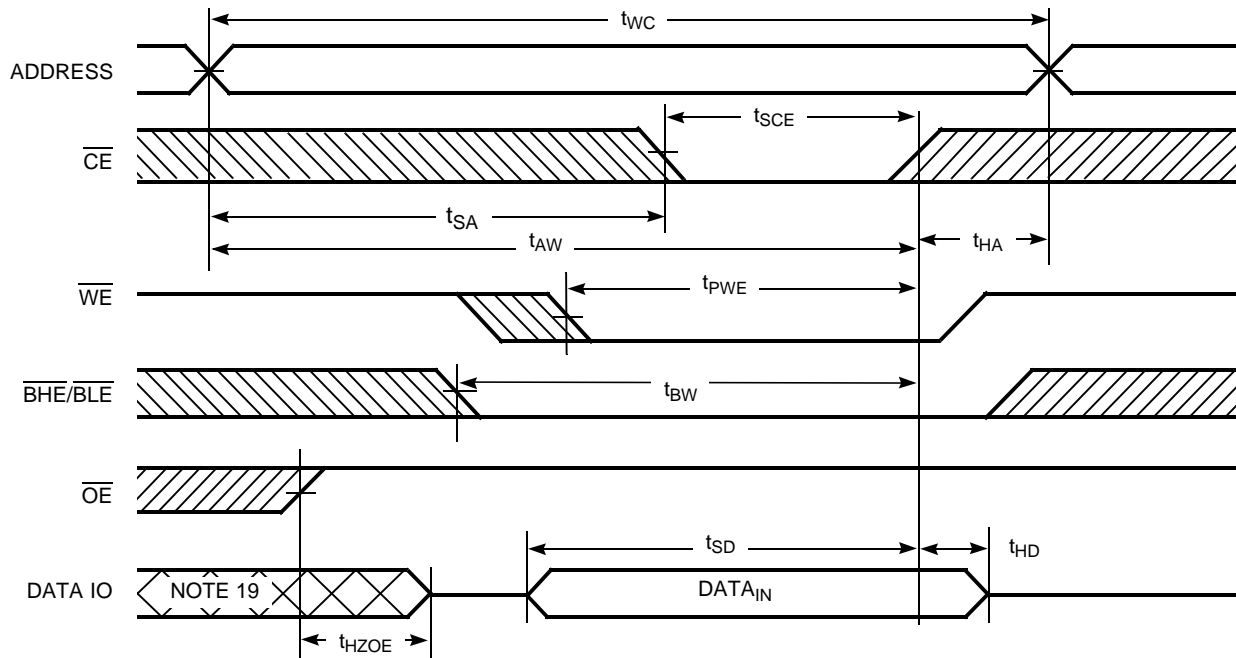 tWC
ADDRESS
tSCE
CE
tSA
tAW
tHA
WE
tPWE
BHE/BLE
tBW
OE
tSD
tHD
DATA IO
NOTE 19
DATAIN
tHZOE